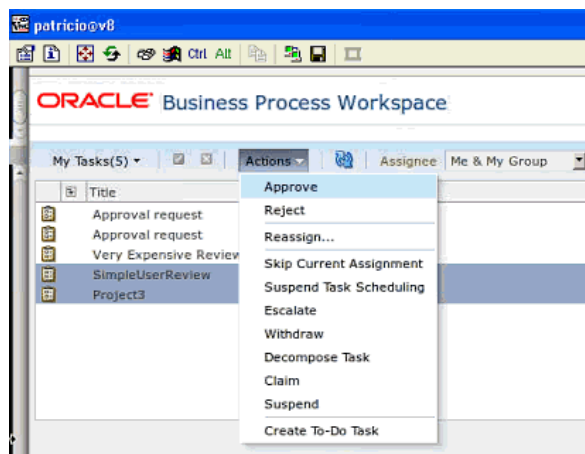 patricio@v8
Ctrl Alt
ORACLE Business Process Workspace
My Tasks(5) Actions Assignee Me & My Group
Title
Approval request
Approval request
Very Expensive Review
SimpleUserReview
Project3
Approve
Reject
Reassign...
Skip Current Assignment
Suspend Task Scheduling
Escalate
Withdraw
Decompose Task
Claim
Suspend
Create To-Do Task